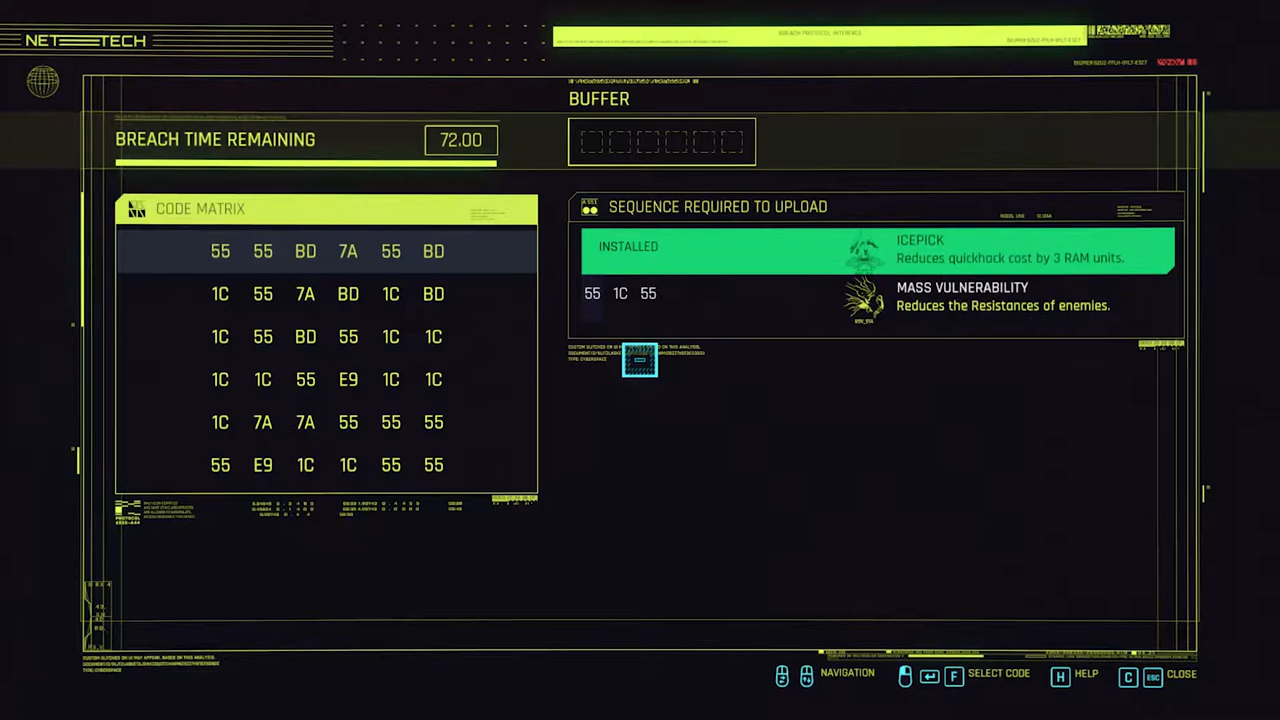 NET TECH
BREACH PROTOCOL INTERFACE
BUFFER
BREACH TIME REMAINING 72.00
CODE MATRIX
55 55 BD 7A 55 BD
1C 55 7A BD 1C BD
1C 55 BD 55 1C 1C
1C 1C 55 E9 1C 1C
1C 7A 7A 55 55 55
55 E9 1C 1C 55 55
SEQUENCE REQUIRED TO UPLOAD
INSTALLED
ICEPICK
Reduces quickhack cost by 3 RAM units.
55 1C 55
MASS VULNERABILITY
Reduces the Resistances of enemies.
NAVIGATION
F SELECT CODE
H HELP
C ESC CLOSE